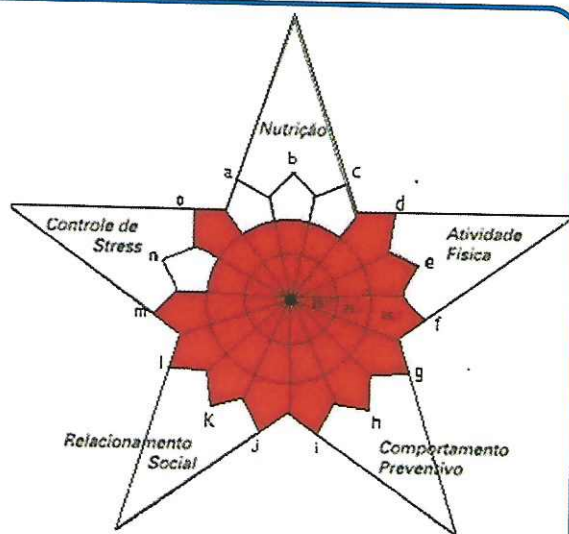 Nutrição
a
b
c
o
d
Controle de
Stress
Atividade
Física
n
e
m
f
l
g
K
h
Relacionamento
Social
j
i
Comportamento
Preventivo